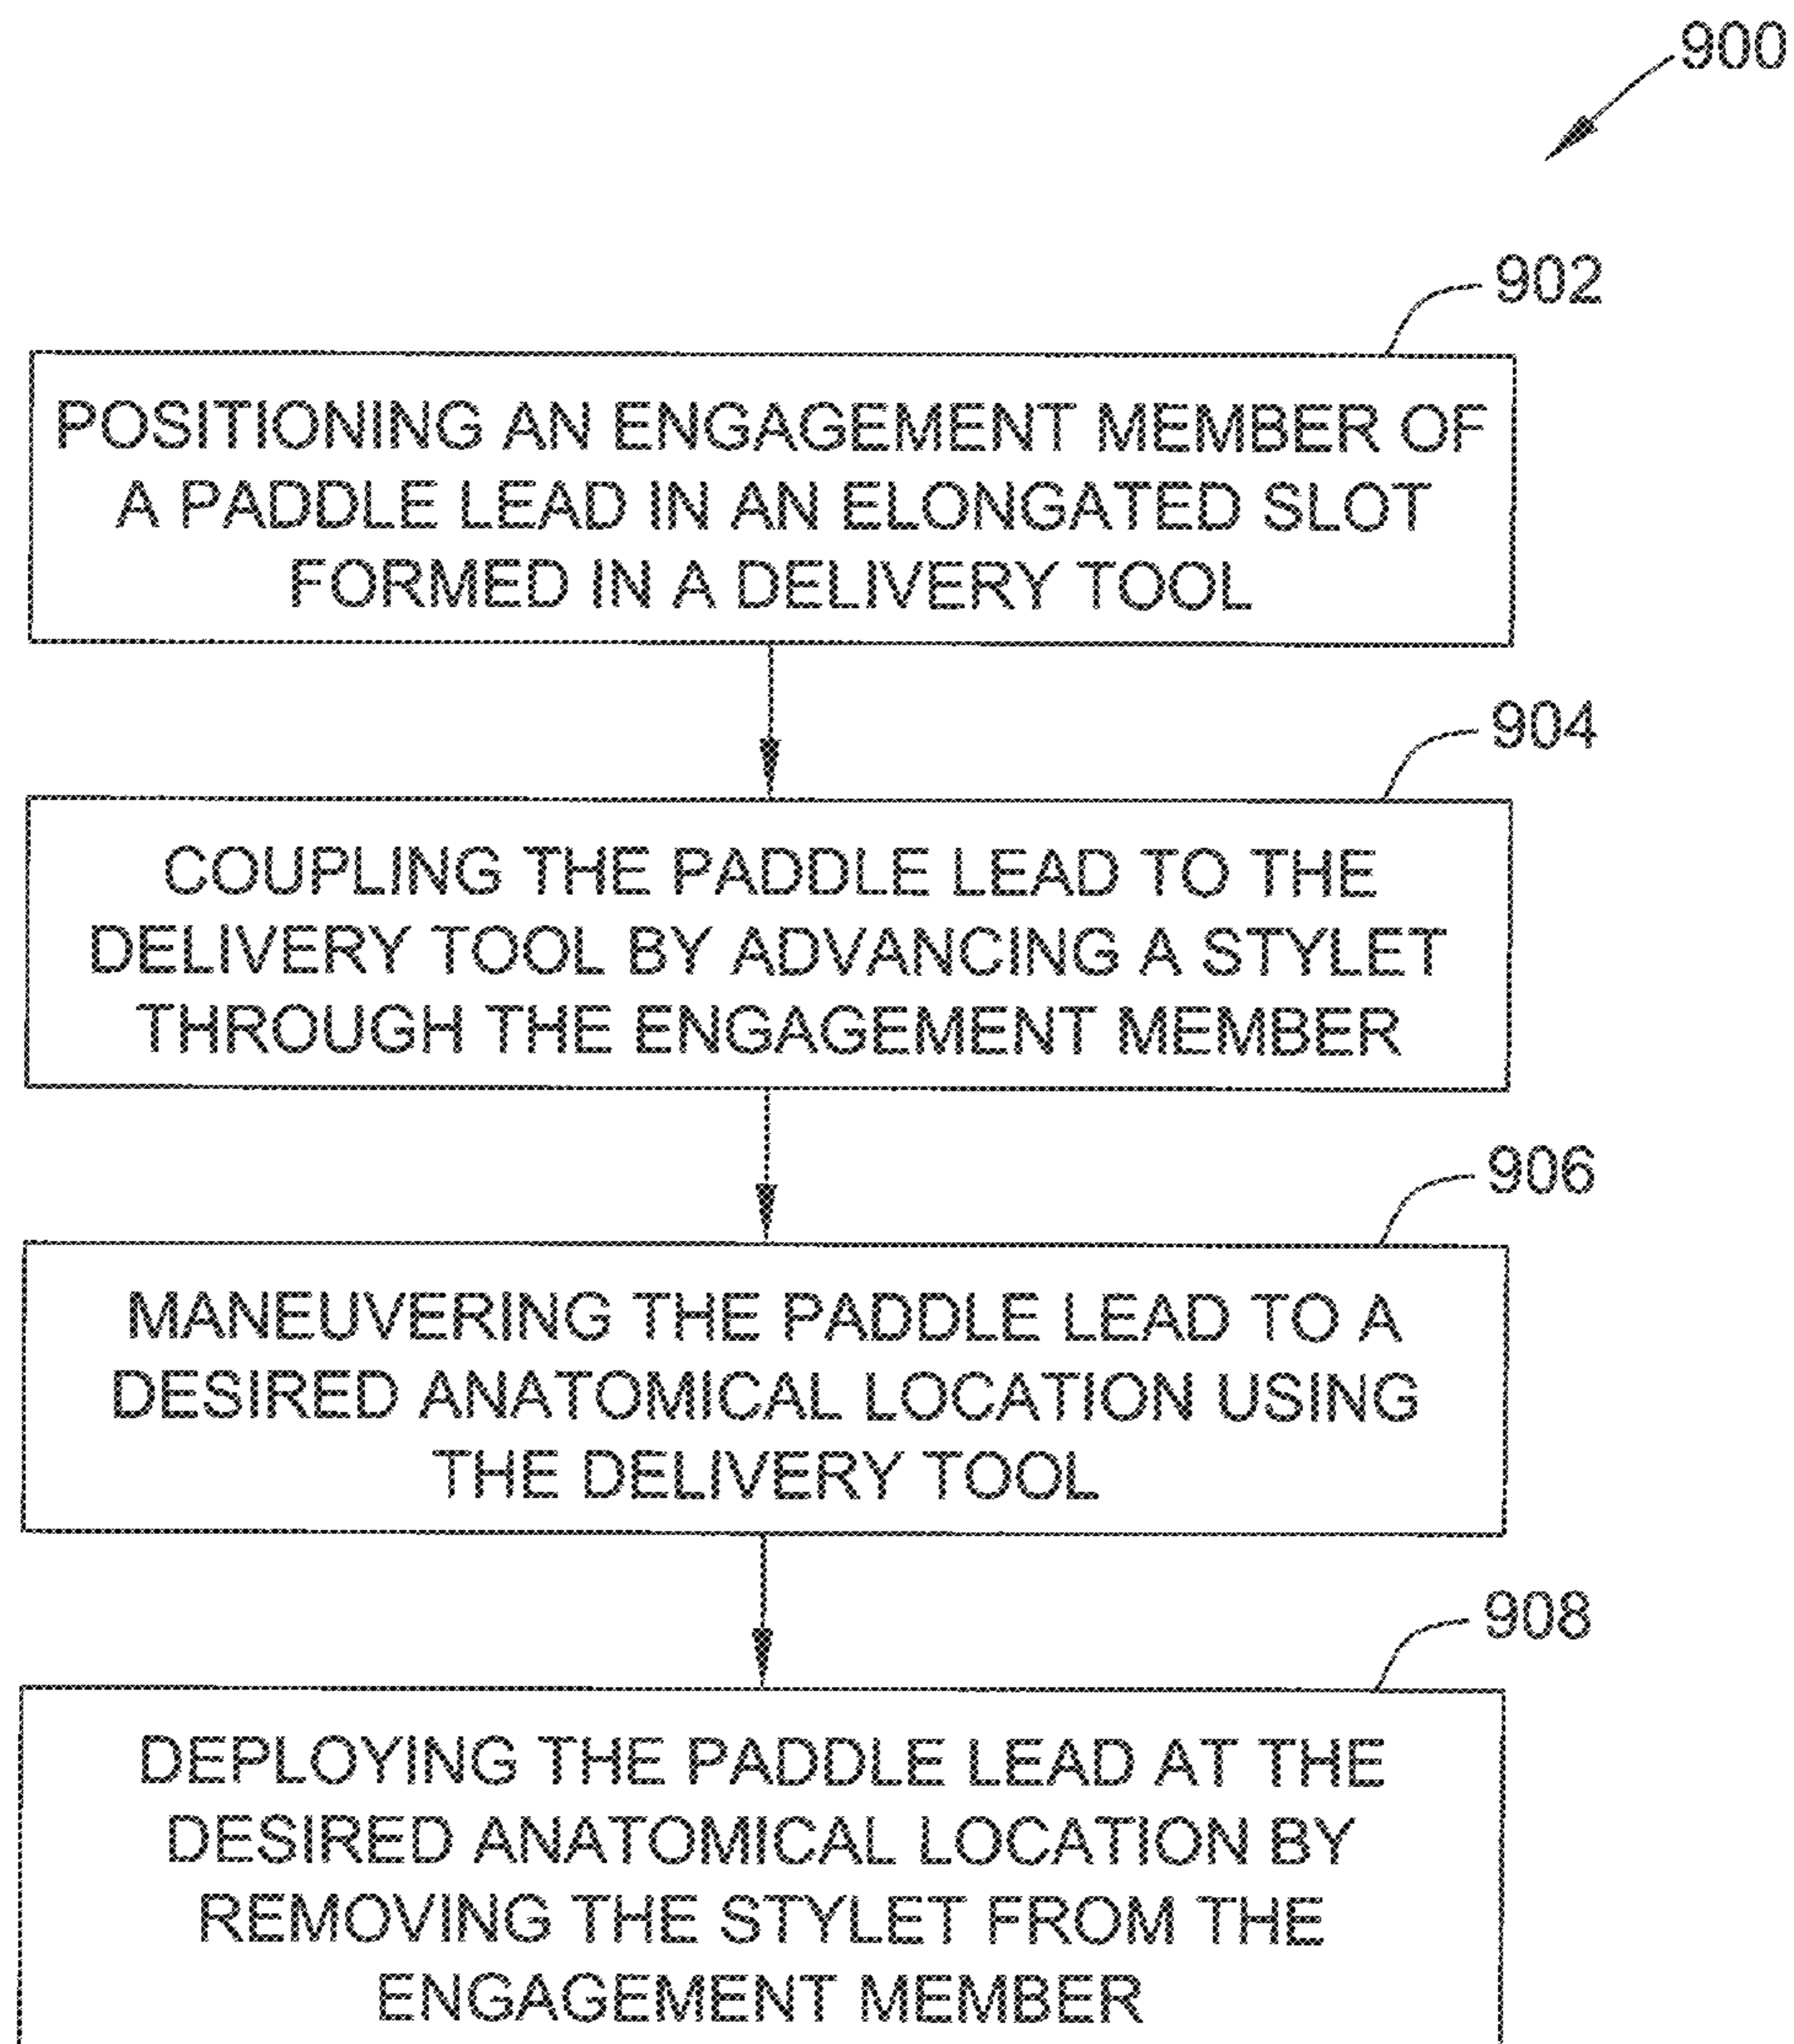 900
902
POSITIONING AN ENGAGEMENT MEMBER OF
A PADDLE LEAD IN AN ELONGATED SLOT
FORMED IN A DELIVERY TOOL
904
COUPLING THE PADDLE LEAD TO THE
DELIVERY TOOL BY ADVANCING A STYLET
THROUGH THE ENGAGEMENT MEMBER
906
MANEUVERING THE PADDLE LEAD TO A
DESIRED ANATOMICAL LOCATION USING
THE DELIVERY TOOL
908
DEPLOYING THE PADDLE LEAD AT THE
DESIRED ANATOMICAL LOCATION BY
REMOVING THE STYLET FROM THE
ENGAGEMENT MEMBER